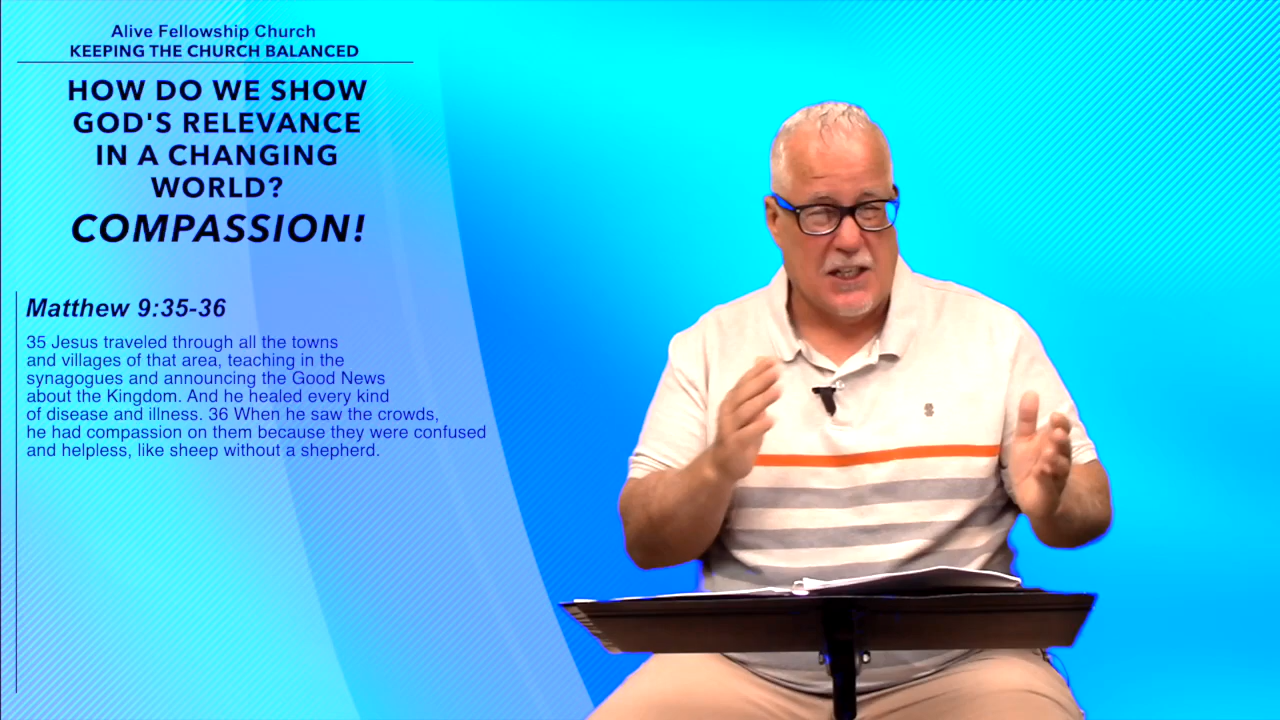 Alive Fellowship Church
KEEPING THE CHURCH BALANCED
HOW DO WE SHOW
GOD'S RELEVANCE
IN A CHANGING
WORLD?
COMPASSION!
Matthew 9:35-36
35 Jesus traveled through all the towns
and villages of that area, teaching in the
synagogues and announcing the Good News
about the Kingdom. And he healed every kind
of disease and illness. 36 When he saw the crowds,
he had compassion on them because they were confused
and helpless, like sheep without a shepherd.